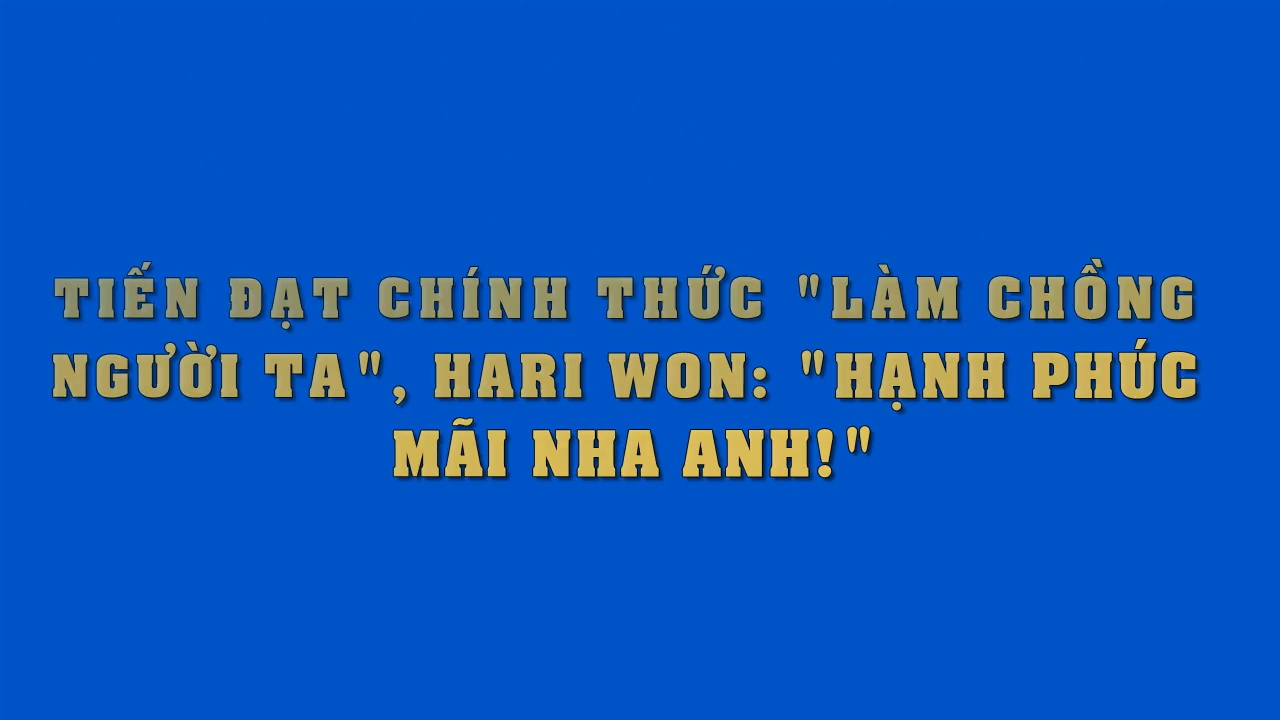 TIẾN ĐẠT CHÍNH THỨC "LÀM CHỒNG
NGƯỜI TA", HARI WON: "HẠNH PHÚC
MÃI NHA ANH!"